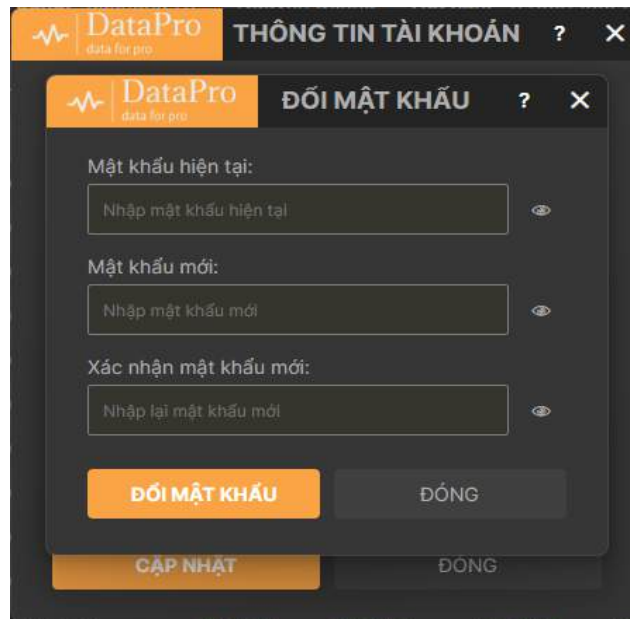 DataPro
data for pro
THÔNG TIN TÀI KHOẢN ?
DataPro
data for pro
ĐỔI MẬT KHẨU ?
Mật khẩu hiện tại:
Nhập mật khẩu hiện tại
Mật khẩu mới:
Nhập mật khẩu mới
Xác nhận mật khẩu mới:
Nhập lại mật khẩu mới
ĐỔI MẬT KHẨU ĐÓNG
CẬP NHẬT ĐÓNG